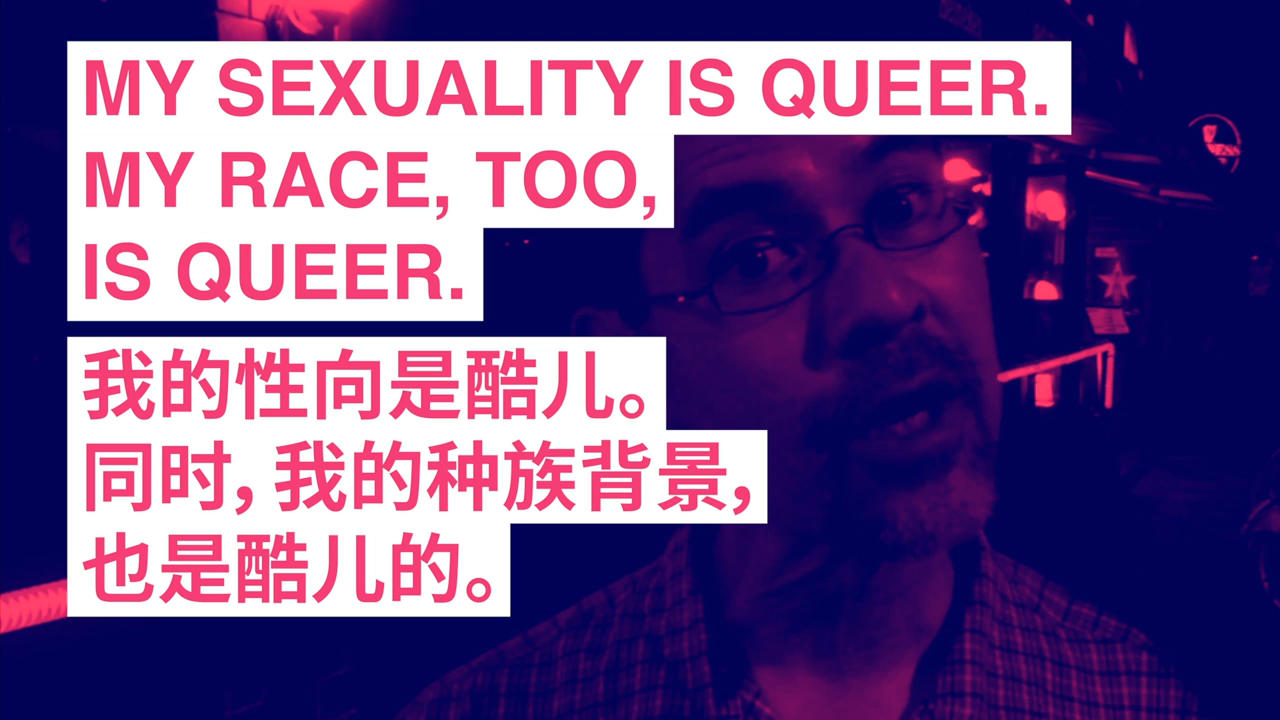 MY SEXUALITY IS QUEER.
MY RACE, TOO,
IS QUEER.
我的性向是酷儿。
同时，我的种族背景，
也是酷儿的。